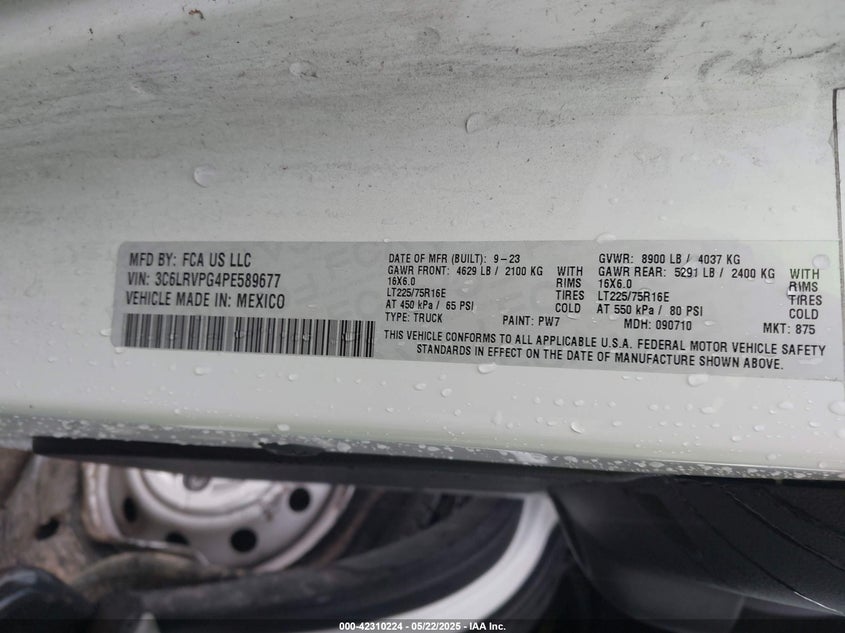 MFD BY: FCA US LLC
VIN: 3C6LRVPG4PE589677
VEHICLE MADE IN: MEXICO
DATE OF MFR (BUILT): 9-23 GVWR: 8900 LB / 4037 KG
GAWR FRONT: 4629 LB / 2100 KG WITH GAWR REAR: 5291 LB / 2400 KG WITH
16X6.0 RIMS 16X6.0 RIMS
LT225/75R16E TIRES LT225/75R16E TIRES
AT 450 kPa / 65 PSI COLD AT 550 kPa / 80 PSI COLD
TYPE: TRUCK PAINT: PW7 MDH: 090710 MKT: 875
THIS VEHICLE CONFORMS TO ALL APPLICABLE U.S.A. FEDERAL MOTOR VEHICLE SAFETY
STANDARDS IN EFFECT ON THE DATE OF MANUFACTURE SHOWN ABOVE.
000-42310224 - 05/22/2025 - IAA Inc.